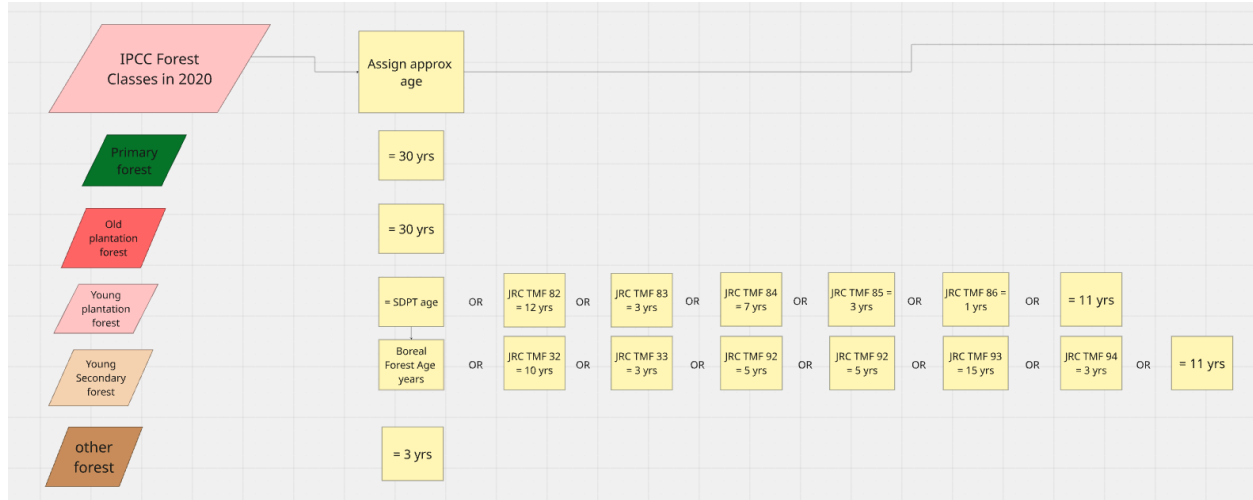 IPCC Forest
Classes in 2020
Assign approx
age
Primary
forest
= 30 yrs
Old
plantation
forest
= 30 yrs
Young
plantation
forest
= SDPT age
OR
JRC TMF 82
= 12 yrs
OR
JRC TMF 83
= 3 yrs
OR
JRC TMF 84
= 7 yrs
OR
JRC TMF 85 =
3 yrs
OR
JRC TMF 86 =
1 yrs
OR
= 11 yrs
Young
Secondary
forest
Boreal
Forest Age
years
OR
JRC TMF 32
= 10 yrs
OR
JRC TMF 33
= 3 yrs
OR
JRC TMF 92
= 5 yrs
OR
JRC TMF 92
= 5 yrs
OR
JRC TMF 93
= 15 yrs
OR
JRC TMF 94
= 3 yrs
OR
= 11 yrs
other
forest
= 3 yrs